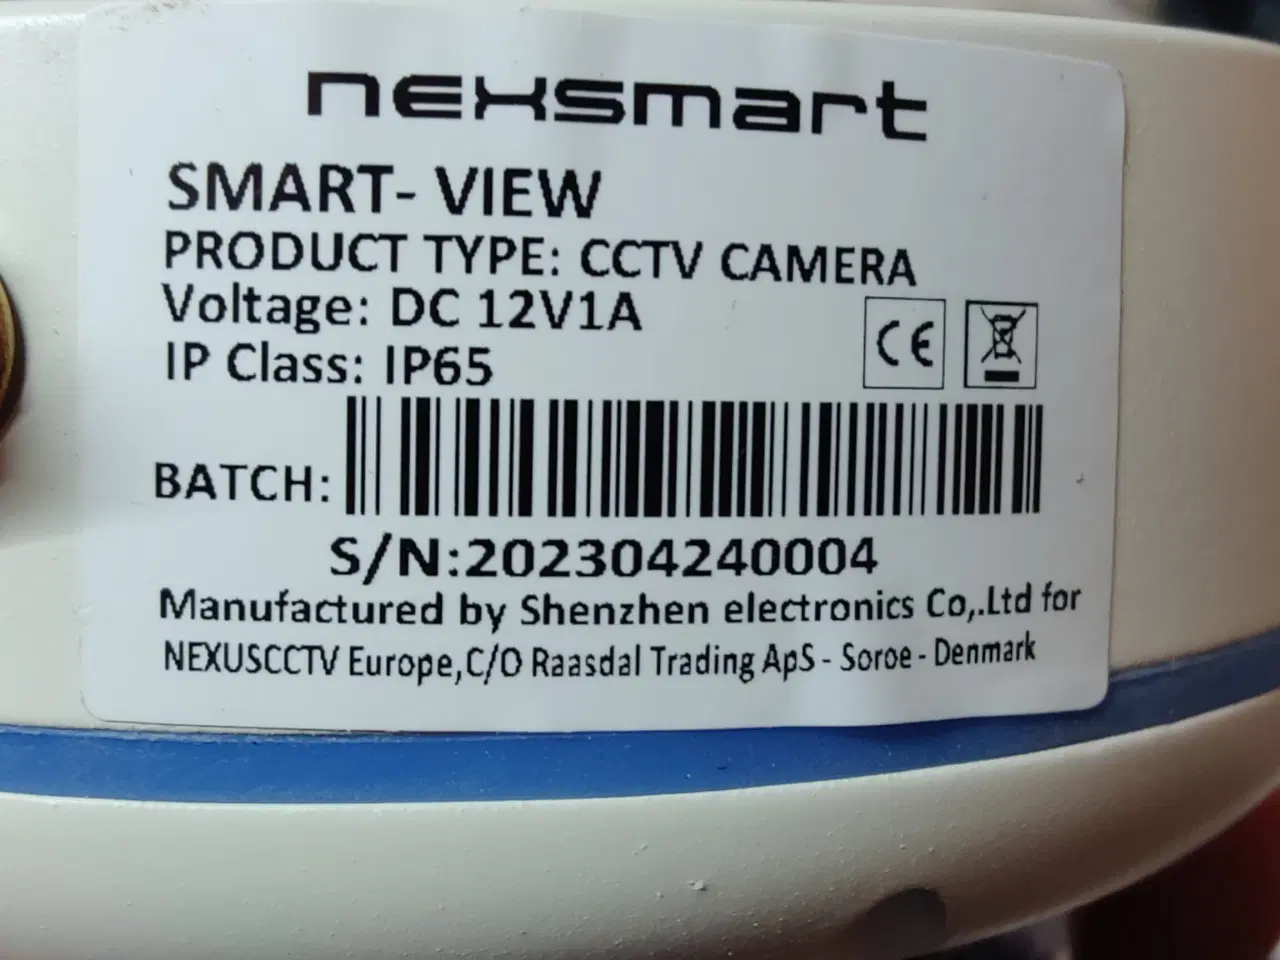 nexsmart
SMART- VIEW
PRODUCT TYPE: CCTV CAMERA
Voltage: DC 12V1A
IP Class: IP65
CE
BATCH:
S/N:202304240004
Manufactured by Shenzhen electronics Co,.Ltd for
NEXUSCCTV Europe,C/O Raasdal Trading ApS - Soroe - Denmark